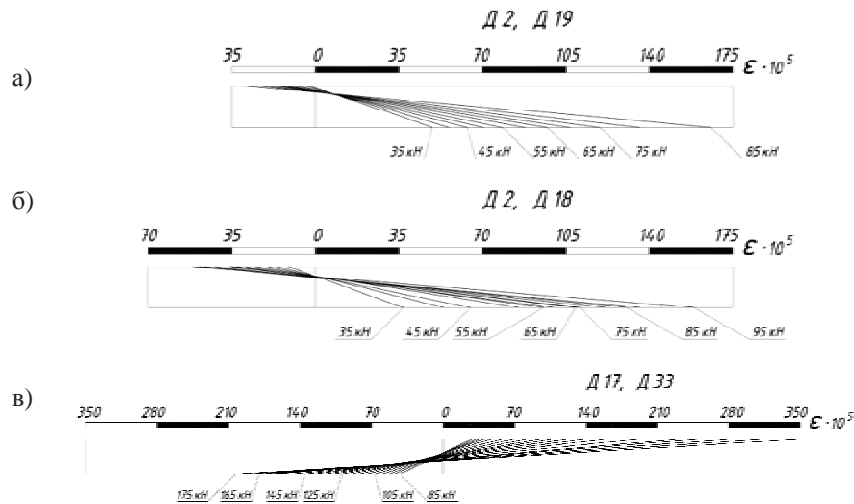 Д 2, Д 19
35 0 35 70 105 140 175 ε · 10⁵
а)
35 кН 45 кН 55 кН 65 кН 75 кН 85 кН
б)
Д 2, Д 18
70 35 0 35 70 105 140 175 ε · 10⁵
35 кН 45 кН 55 кН 65 кН 75 кН 85 кН 95 кН
Д 17, Д 33
в)
350 280 210 140 70 0 70 140 210 280 350 ε · 10⁵
175 кН 165 кН 145 кН 125 кН 105 кН 85 кН